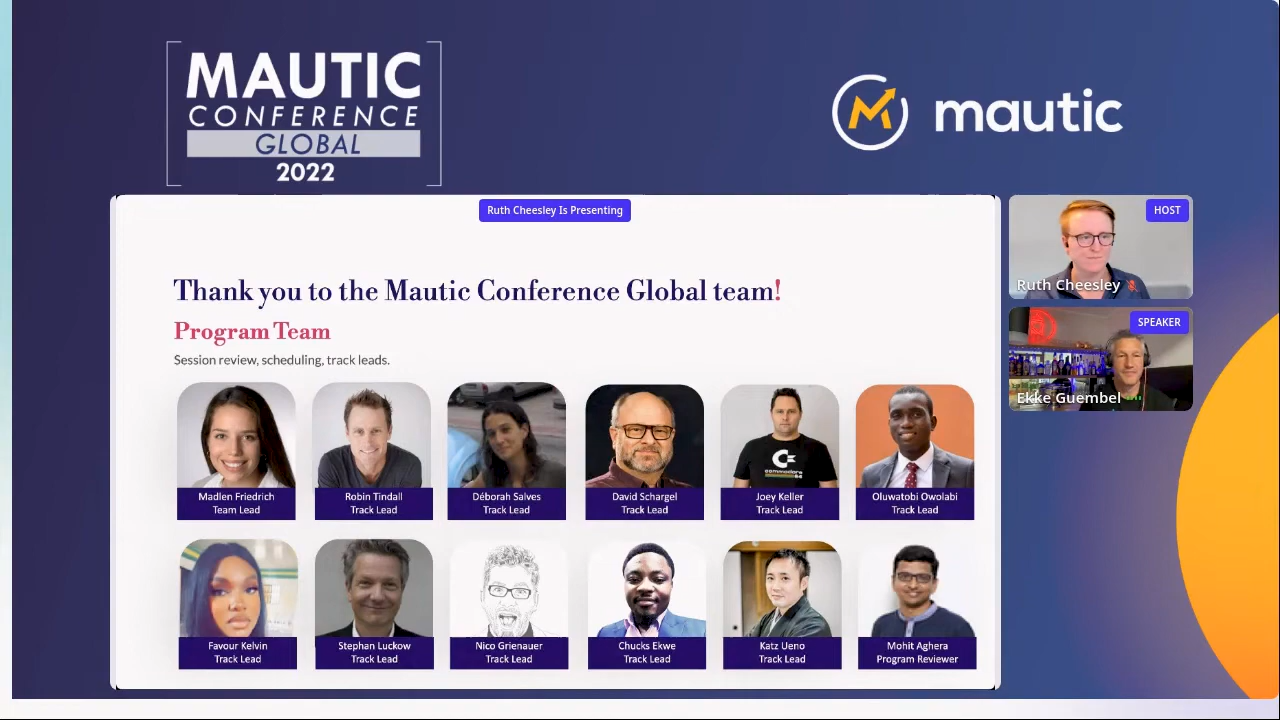 MAUTIC
CONFERENCE
GLOBAL
2022
mautic
Ruth Cheesley Is Presenting
HOST
Ruth Cheesley
SPEAKER
Ekke Guembel
Thank you to the Mautic Conference Global team!
Program Team
Session review, scheduling, track leads.
commodore
64
Madlen Friedrich
Team Lead
Robin Tindall
Track Lead
Déborah Salves
Track Lead
David Schargel
Track Lead
Joey Keller
Track Lead
Oluwatobi Owolabi
Track Lead
Favour Kelvin
Track Lead
Stephan Luckow
Track Lead
Nico Grienauer
Track Lead
Chucks Ekwe
Track Lead
Katz Ueno
Track Lead
Mohit Aghera
Program Reviewer